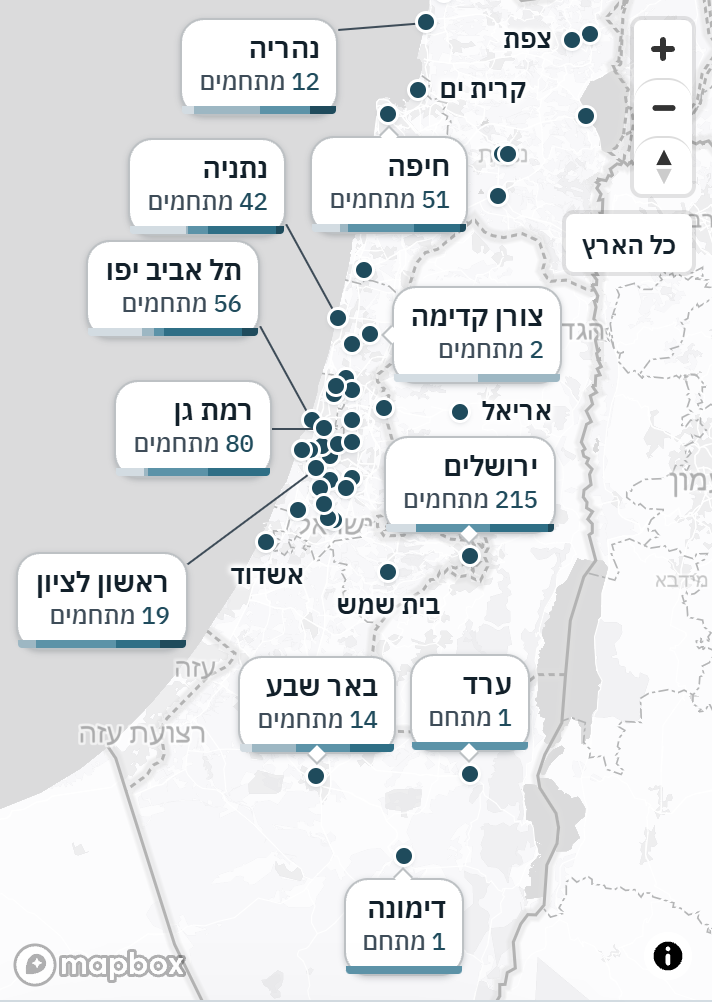 נהריה
12 מתחמים
צפת
קרית ים
נתניה
42 מתחמים
חיפה
51 מתחמים
כל הארץ
תל אביב יפו
56 מתחמים
צורן קדימה
2 מתחמים
רמת גן
80 מתחמים
אריאל
ירושלים
215 מתחמים
ראשון לציון
19 מתחמים
אשדוד
בית שמש
מידבא
עזה
רצועת עזה
באר שבע
14 מתחמים
ערד
1 מתחם
דימונה
1 מתחם
mapbox